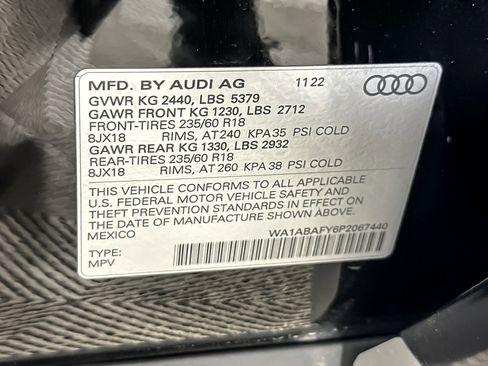 MFD. BY AUDI AG 11 22
GVWR KG 2440, LBS 5379
GAWR FRONT KG 1230, LBS 2712
FRONT-TIRES 235/60 R18
8JX18 RIMS, AT 240 KPA 35 PSI COLD
GAWR REAR KG 1330, LBS 2932
REAR-TIRES 235/60 R18
8JX18 RIMS, AT 260 KPA 38 PSI COLD
THIS VEHICLE CONFORMS TO ALL APPLICABLE
U.S. FEDERAL MOTOR VEHICLE SAFETY AND
THEFT PREVENTION STANDARDS IN EFFECT ON
THE DATE OF MANUFACTURE SHOWN ABOVE.
MEXICO
WA1ABAFY6P2067440
TYPE:
MPV